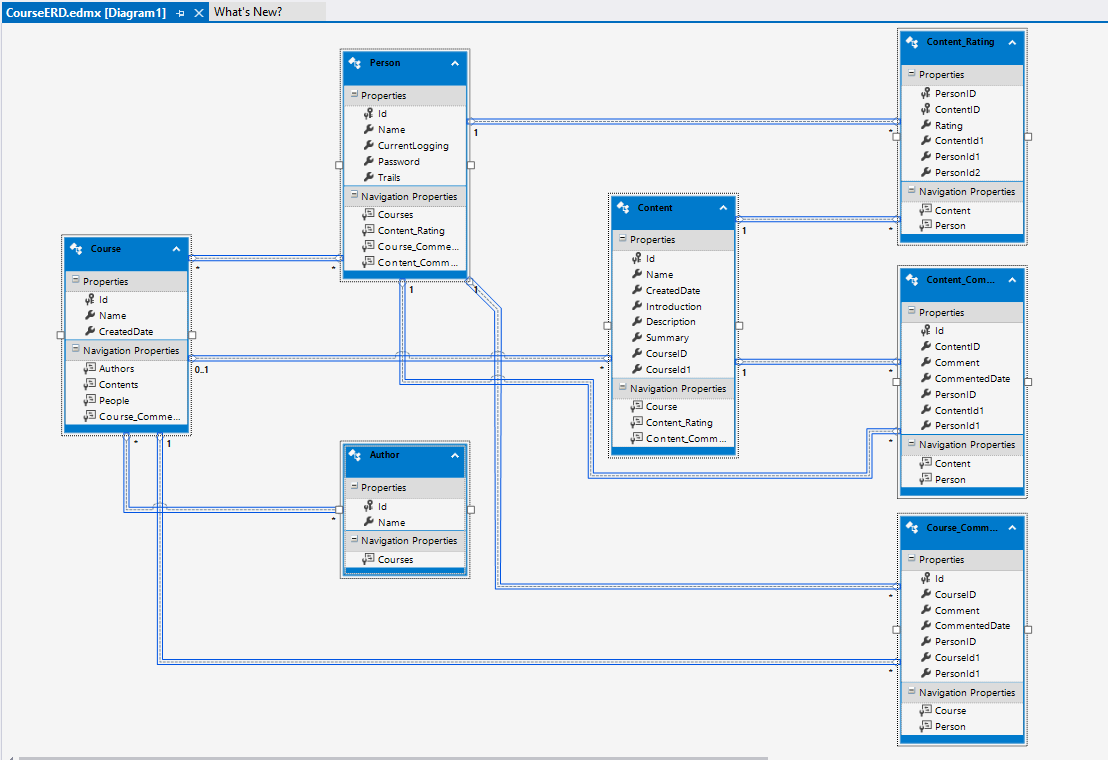 CourseERD.edmx [Diagram1]
What's New?
Person
Properties
Id
Name
CurrentLogging
Password
Trails
Navigation Properties
Courses
Content_Rating
Course_Comme...
Content_Comm...
Content_Rating
Properties
PersonID
ContentID
Rating
ContentId1
PersonId1
PersonId2
Navigation Properties
Content
Person
Content
Properties
Id
Name
CreatedDate
Introduction
Description
Summary
CourseID
CourseId1
Navigation Properties
Course
Content_Rating
Content_Comm...
Course
Properties
Id
Name
CreatedDate
Navigation Properties
Authors
Contents
People
Course_Comme...
Content_Com...
Properties
Id
ContentID
Comment
CommentedDate
PersonID
ContentId1
PersonId1
Navigation Properties
Content
Person
Author
Properties
Id
Name
Navigation Properties
Courses
Course_Comm...
Properties
Id
CourseID
Comment
CommentedDate
PersonID
CourseId1
PersonId1
Navigation Properties
Course
Person
1
*
1
*
*
*
1
1
0..1
*
1
*
*
*
1
*
*
*